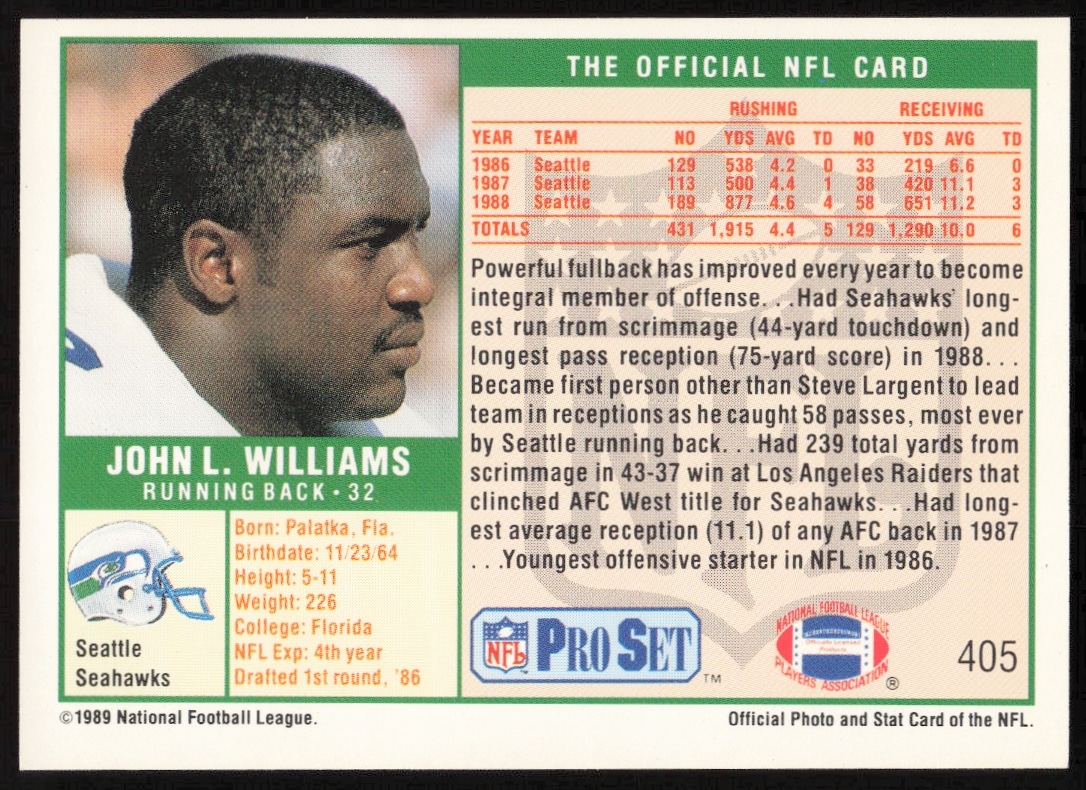 THE OFFICIAL NFL CARD
RUSHING RECEIVING
YEAR TEAM NO YDS AVG TD NO YDS AVG TD
1986 Seattle 129 538 4.2 0 33 219 6.6 0
1987 Seattle 113 500 4.4 1 38 420 11.1 3
1988 Seattle 189 877 4.6 4 58 651 11.2 3
TOTALS 431 1,915 4.4 5 129 1,290 10.0 6
Powerful fullback has improved every year to become
integral member of offense. . .Had Seahawks' long-
est run from scrimmage (44-yard touchdown) and
longest pass reception (75-yard score) in 1988. . .
Became first person other than Steve Largent to lead
team in receptions as he caught 58 passes, most ever
by Seattle running back. . .Had 239 total yards from
scrimmage in 43-37 win at Los Angeles Raiders that
clinched AFC West title for Seahawks. . .Had long-
est average reception (11.1) of any AFC back in 1987
. . .Youngest offensive starter in NFL in 1986.
JOHN L. WILLIAMS
RUNNING BACK • 32
Seattle
Seahawks
Born: Palatka, Fla.
Birthdate: 11/23/64
Height: 5-11
Weight: 226
College: Florida
NFL Exp: 4th year
Drafted 1st round, '86
NFL PRO SET TM
NATIONAL FOOTBALL LEAGUE
Officially Licensed
Products
PLAYERS ASSOCIATION ®
405
©1989 National Football League.
Official Photo and Stat Card of the NFL.